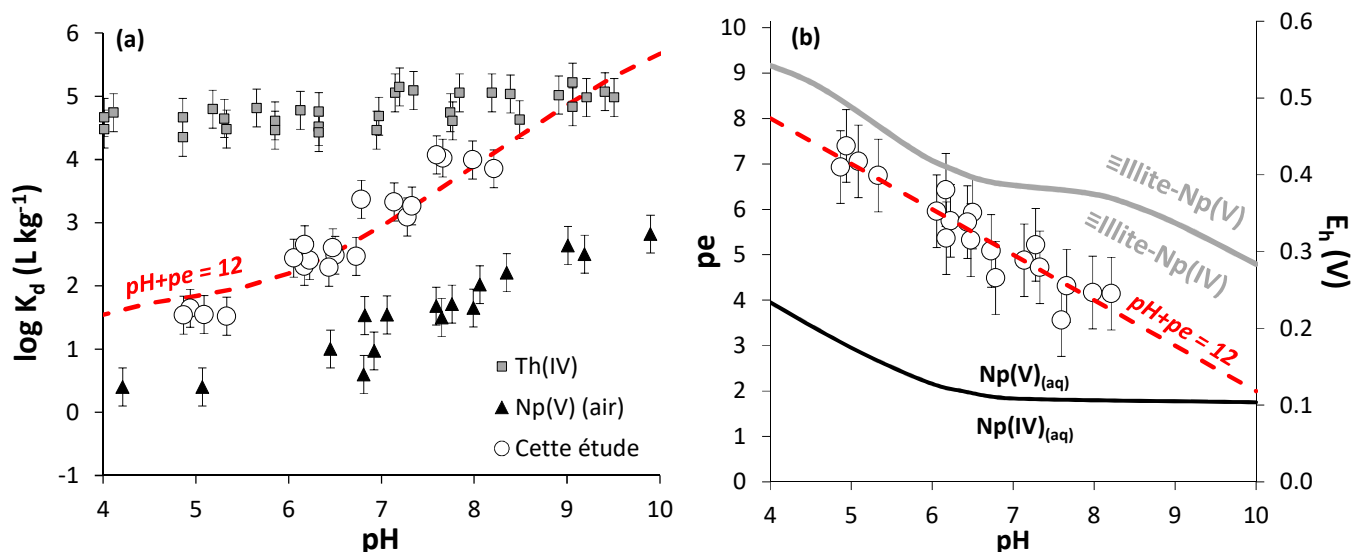 (a)
6
5
4
3
2
1
0
-1
log K_d (L kg⁻¹)
pH+pe = 12
Th(IV)
Np(V) (air)
Cette étude
4 5 6 7 8 9 10
pH
(b)
10
9
8
7
6
5
4
3
2
1
0
pe
≡Illite-Np(V)
≡Illite-Np(IV)
pH+pe = 12
Np(V)(aq)
Np(IV)(aq)
4 5 6 7 8 9 10
pH
0.6
0.5
0.4
0.3
0.2
0.1
0.0
E_h (V)